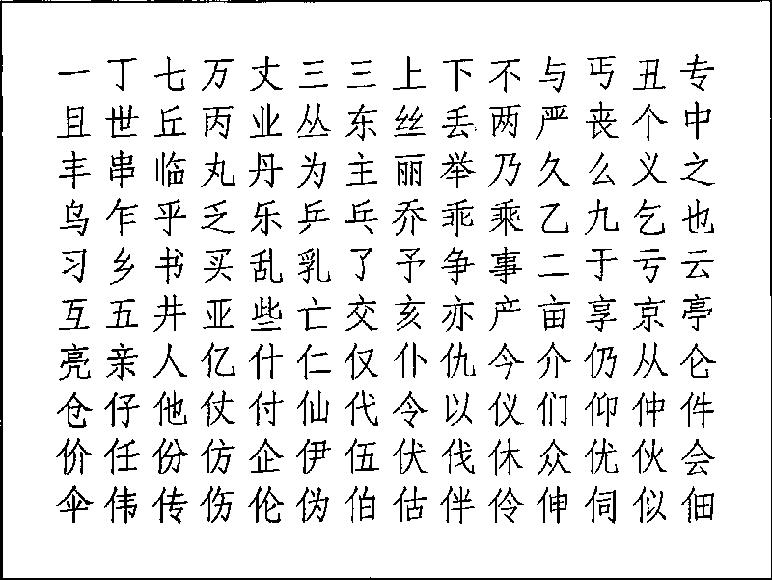 一丁七万丈三三上下不与丐丑专
且世丘丙业丛东丝丢两严丧个中
丰串临丸丹为主丽举乃久么义之
乌乍乎乏乐乒乓乔乖乘乙九乞也
习乡书买乱乳了予争事二于亏云
互五井亚些亡交亥亦产亩享京亭
亮亲人亿什仁仅仆仇今介仍从仑
仓仔他仗付仙代令以仪们仰仲件
价任份仿企伊伍伏伐休众优伙会
伞伟传伤伦伪伯估伴伶伸伺似佃